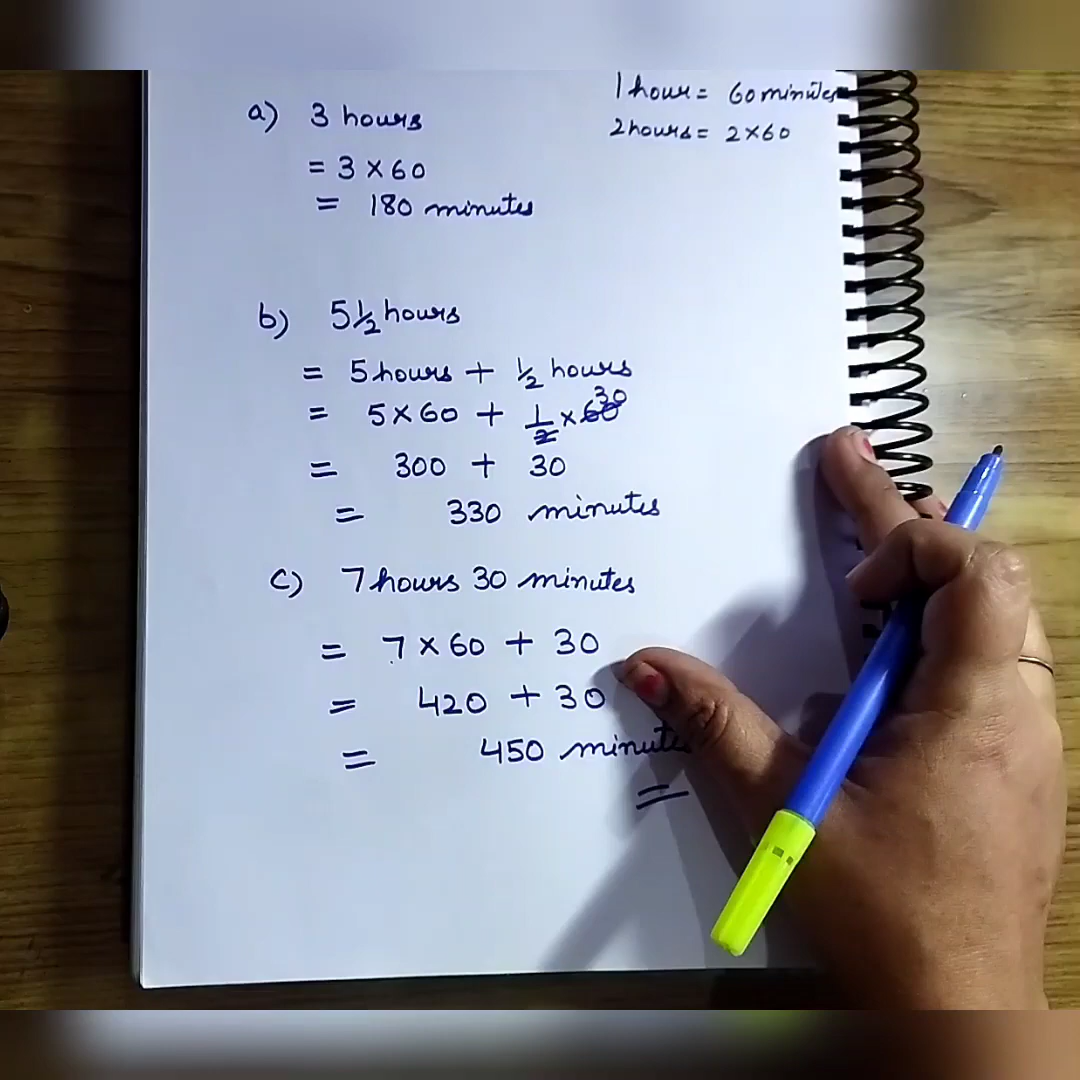 1 hour = 60 minutes
2 hours = 2×60
a) 3 hours
= 3 × 60
= 180 minutes
b) 5 1/2 hours
= 5 hours + 1/2 hours
= 5×60 + 1/2 × 60 30
= 300 + 30
= 330 minutes
c) 7 hours 30 minutes
= 7 × 60 + 30
= 420 + 30
= 450 minutes